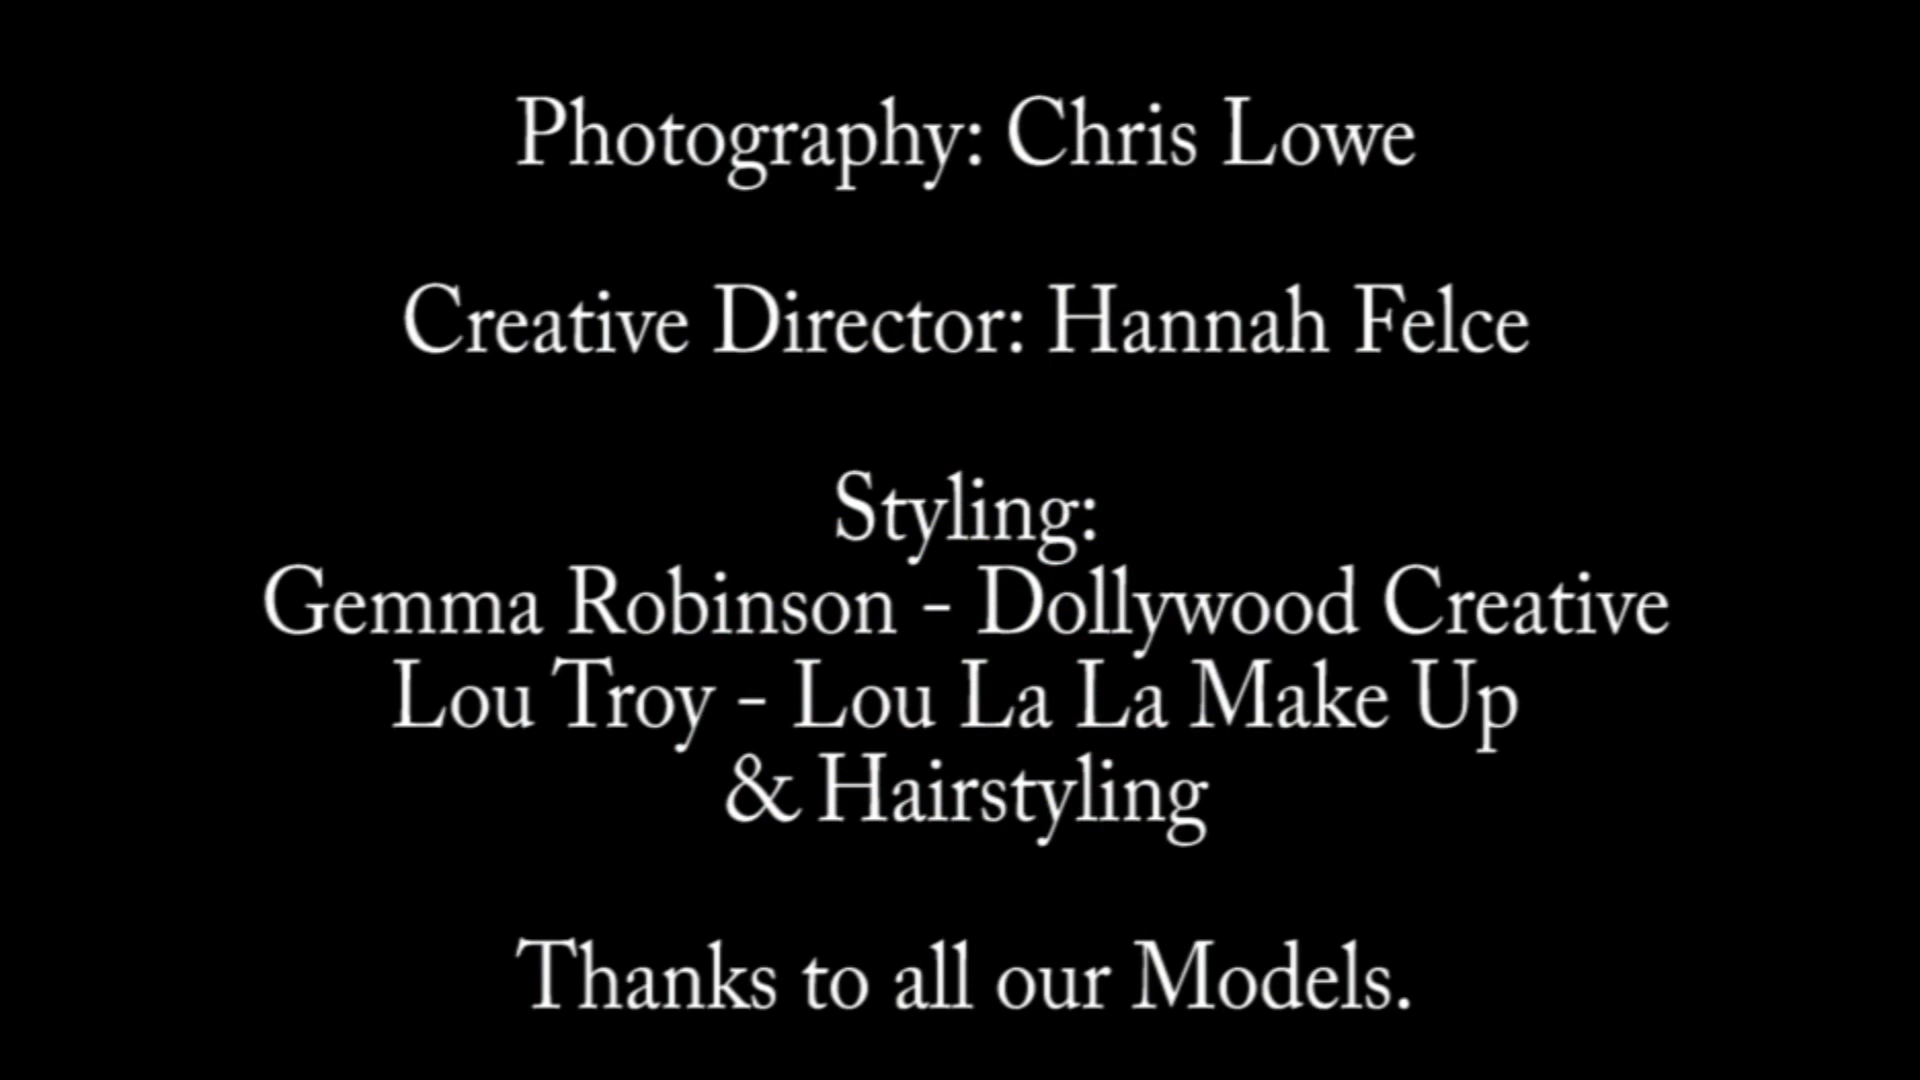 Photography: Chris Lowe
Creative Director: Hannah Felce
Styling:
Gemma Robinson - Dollywood Creative
Lou Troy - Lou La La Make Up
& Hairstyling
Thanks to all our Models.